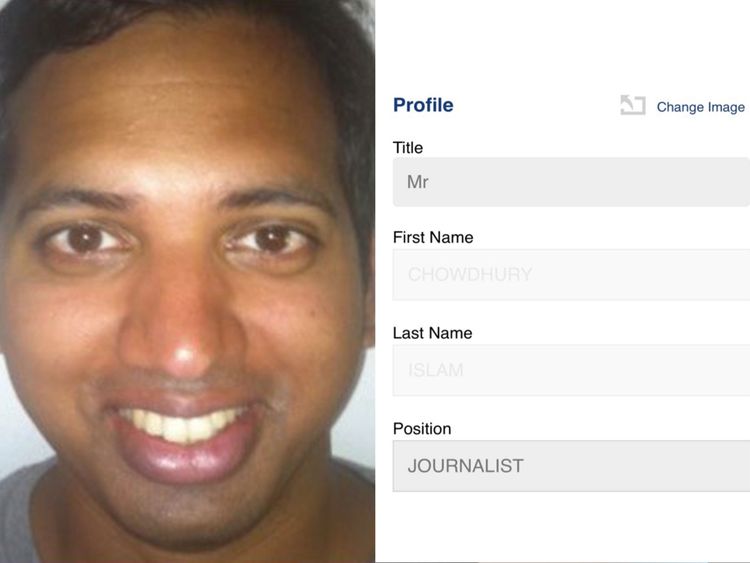 Profile
Change Image
Title
Mr
First Name
CHOWDHURY
Last Name
ISLAM
Position
JOURNALIST